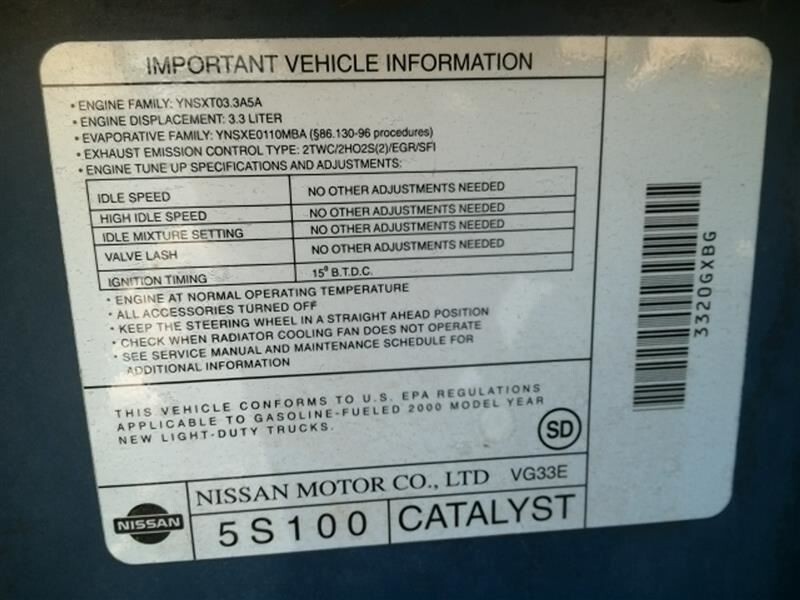 IMPORTANT VEHICLE INFORMATION
• ENGINE FAMILY: YNSXT03.3A5A
• ENGINE DISPLACEMENT: 3.3 LITER
• EVAPORATIVE FAMILY: YNSXE0110MBA (§86.130-96 procedures)
• EXHAUST EMISSION CONTROL TYPE: 2TWC/2HO2S(2)/EGR/SFI
• ENGINE TUNE UP SPECIFICATIONS AND ADJUSTMENTS:
IDLE SPEED NO OTHER ADJUSTMENTS NEEDED
HIGH IDLE SPEED NO OTHER ADJUSTMENTS NEEDED
IDLE MIXTURE SETTING NO OTHER ADJUSTMENTS NEEDED
VALVE LASH NO OTHER ADJUSTMENTS NEEDED
IGNITION TIMING 15° B.T.D.C.
• ENGINE AT NORMAL OPERATING TEMPERATURE
• ALL ACCESSORIES TURNED OFF
• KEEP THE STEERING WHEEL IN A STRAIGHT AHEAD POSITION
• CHECK WHEN RADIATOR COOLING FAN DOES NOT OPERATE
• SEE SERVICE MANUAL AND MAINTENANCE SCHEDULE FOR
ADDITIONAL INFORMATION
THIS VEHICLE CONFORMS TO U.S. EPA REGULATIONS
APPLICABLE TO GASOLINE-FUELED 2000 MODEL YEAR
NEW LIGHT-DUTY TRUCKS.
SD
NISSAN
NISSAN MOTOR CO., LTD VG33E
5S100 CATALYST
3320GXBG